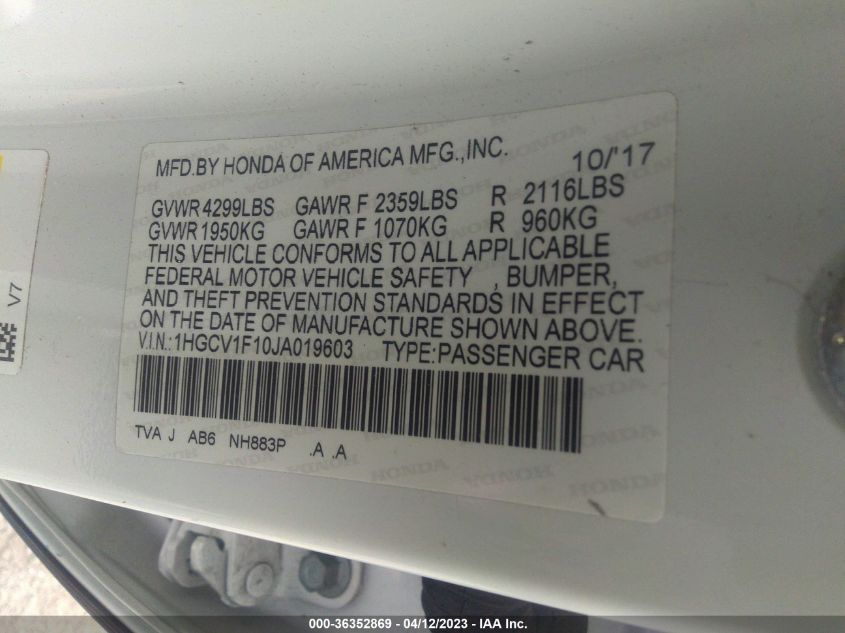 MFD.BY HONDA OF AMERICA MFG.,INC. 10/'17
GVWR 4299LBS GAWR F 2359LBS R 2116LBS
GVWR 1950KG GAWR F 1070KG R 960KG
THIS VEHICLE CONFORMS TO ALL APPLICABLE
FEDERAL MOTOR VEHICLE SAFETY , BUMPER,
AND THEFT PREVENTION STANDARDS IN EFFECT
ON THE DATE OF MANUFACTURE SHOWN ABOVE.
V.I.N.:1HGCV1F10JA019603 TYPE:PASSENGER CAR
TVA J AB6 NH883P .A .A
V7
000-36352869 - 04/12/2023 - IAA Inc.